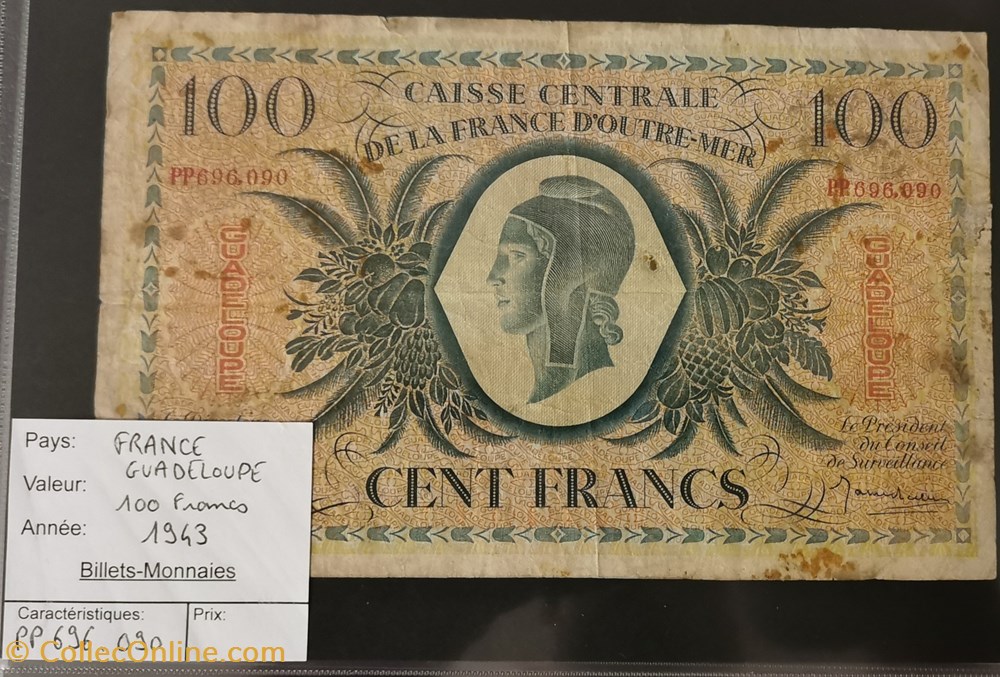 100
CAISSE CENTRALE
100
DE LA FRANCE D'OUTRE-MER
PP696,090
PP696,090
GUADELOUPE
GUADELOUPE
Le Président
du Conseil
de Surveillance
CENT FRANCS
Pays: FRANCE
GUADELOUPE
Valeur: 100 Francs
Année: 1943
Billets-Monnaies
Caractéristiques:
Prix:
PP 696 090
© CollecOnline.com